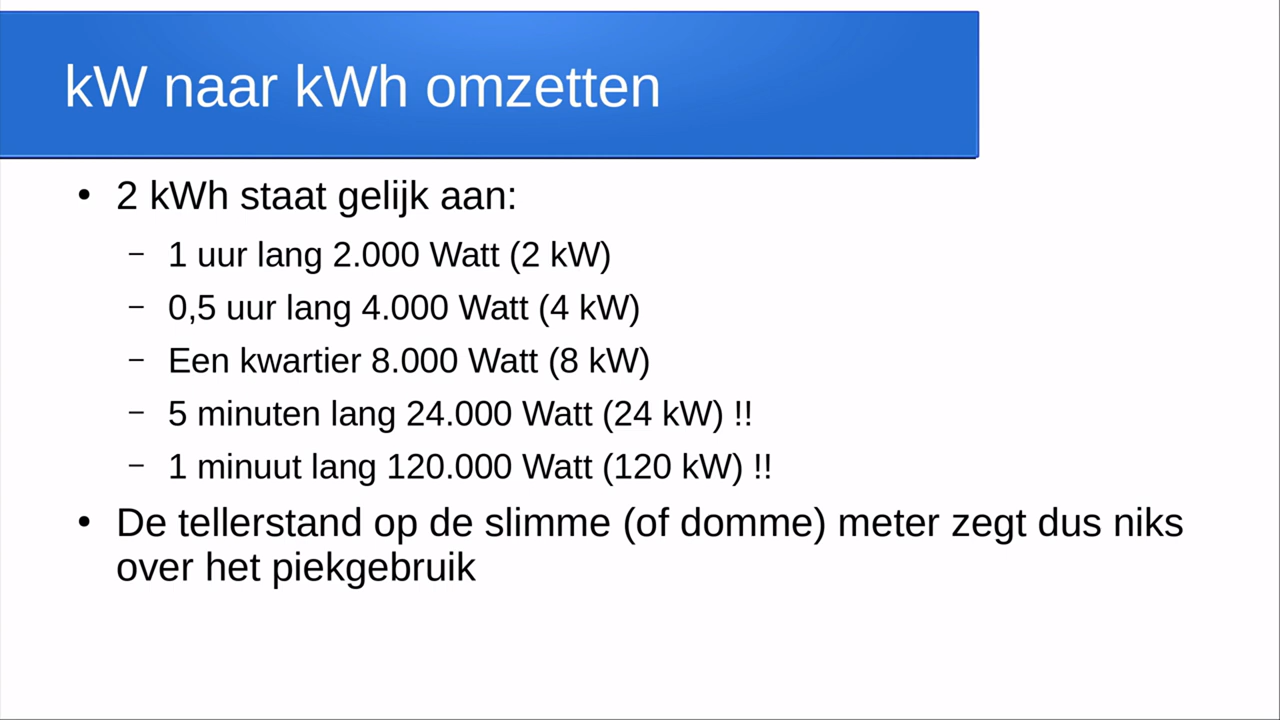 kW naar kWh omzetten
• 2 kWh staat gelijk aan:
– 1 uur lang 2.000 Watt (2 kW)
– 0,5 uur lang 4.000 Watt (4 kW)
– Een kwartier 8.000 Watt (8 kW)
– 5 minuten lang 24.000 Watt (24 kW) !!
– 1 minuut lang 120.000 Watt (120 kW) !!
• De tellerstand op de slimme (of domme) meter zegt dus niks
over het piekgebruik